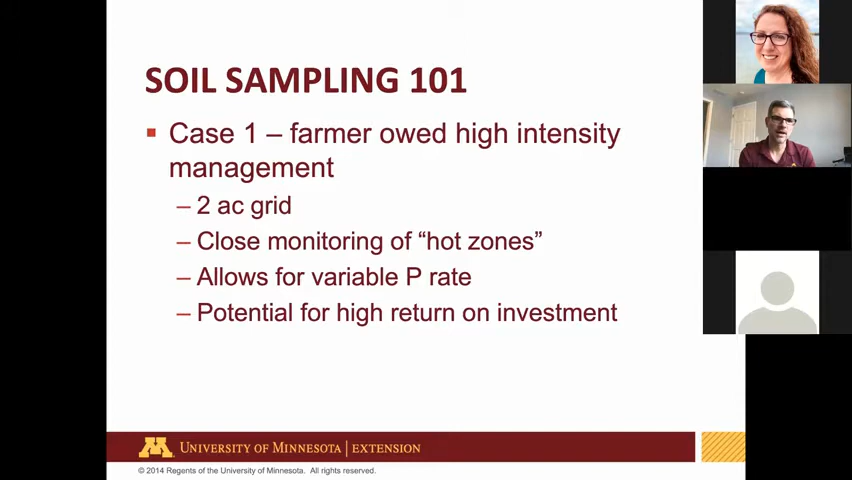 SOIL SAMPLING 101
▪ Case 1 – farmer owed high intensity
management
– 2 ac grid
– Close monitoring of “hot zones”
– Allows for variable P rate
– Potential for high return on investment
M UNIVERSITY OF MINNESOTA | EXTENSION
© 2014 Regents of the University of Minnesota. All rights reserved.